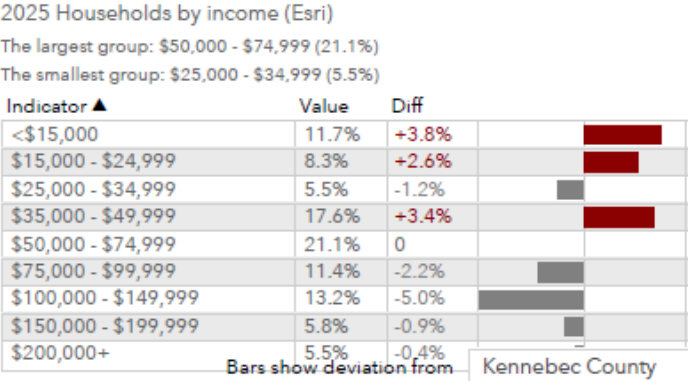 2025 Households by income (Esri)
The largest group: $50,000 - $74,999 (21.1%)
The smallest group: $25,000 - $34,999 (5.5%)
Indicator ▲ Value Diff
<$15,000 11.7% +3.8%
$15,000 - $24,999 8.3% +2.6%
$25,000 - $34,999 5.5% -1.2%
$35,000 - $49,999 17.6% +3.4%
$50,000 - $74,999 21.1% 0
$75,000 - $99,999 11.4% -2.2%
$100,000 - $149,999 13.2% -5.0%
$150,000 - $199,999 5.8% -0.9%
$200,000+ 5.5% -0.4%
Bars show deviation from Kennebec County